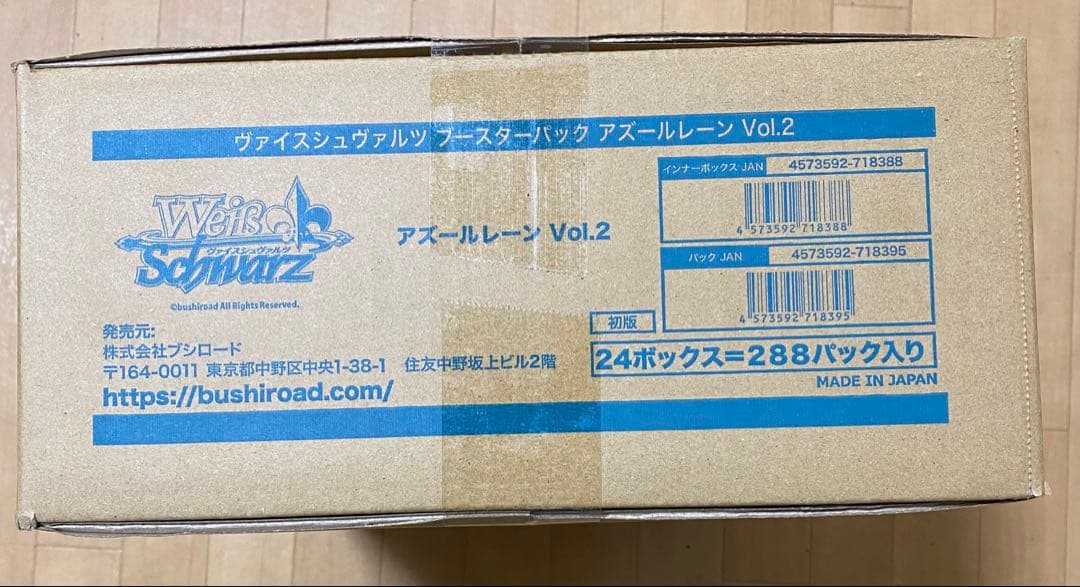 ヴァイスシュヴァルツ ブースターパック アズールレーン Vol.2
Weiß
ヴァイスシュヴァルツ
Schwarz
©bushiroad All Rights Reserved.
アズールレーン Vol.2
インナーボックス JAN 4573592-718388
4 573592 718388
パック JAN 4573592-718395
4 573592 718395
初版
24ボックス=288パック入り
MADE IN JAPAN
発売元:
株式会社ブシロード
〒164-0011 東京都中野区中央1-38-1 住友中野坂上ビル2階
https://bushiroad.com/